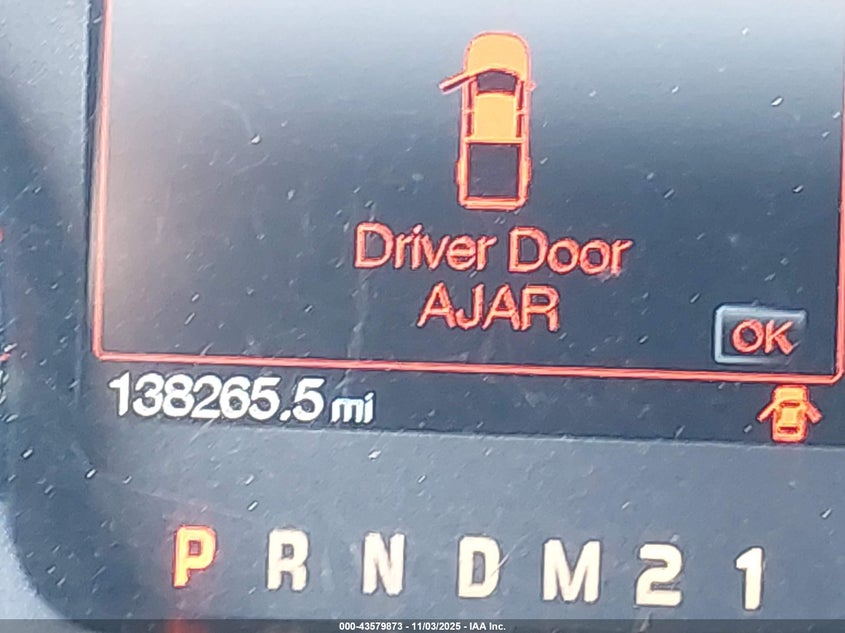 Driver Door
AJAR
OK
138265.5 mi
P R N D M 2 1
000-43579873 - 11/03/2025 - IAA Inc.